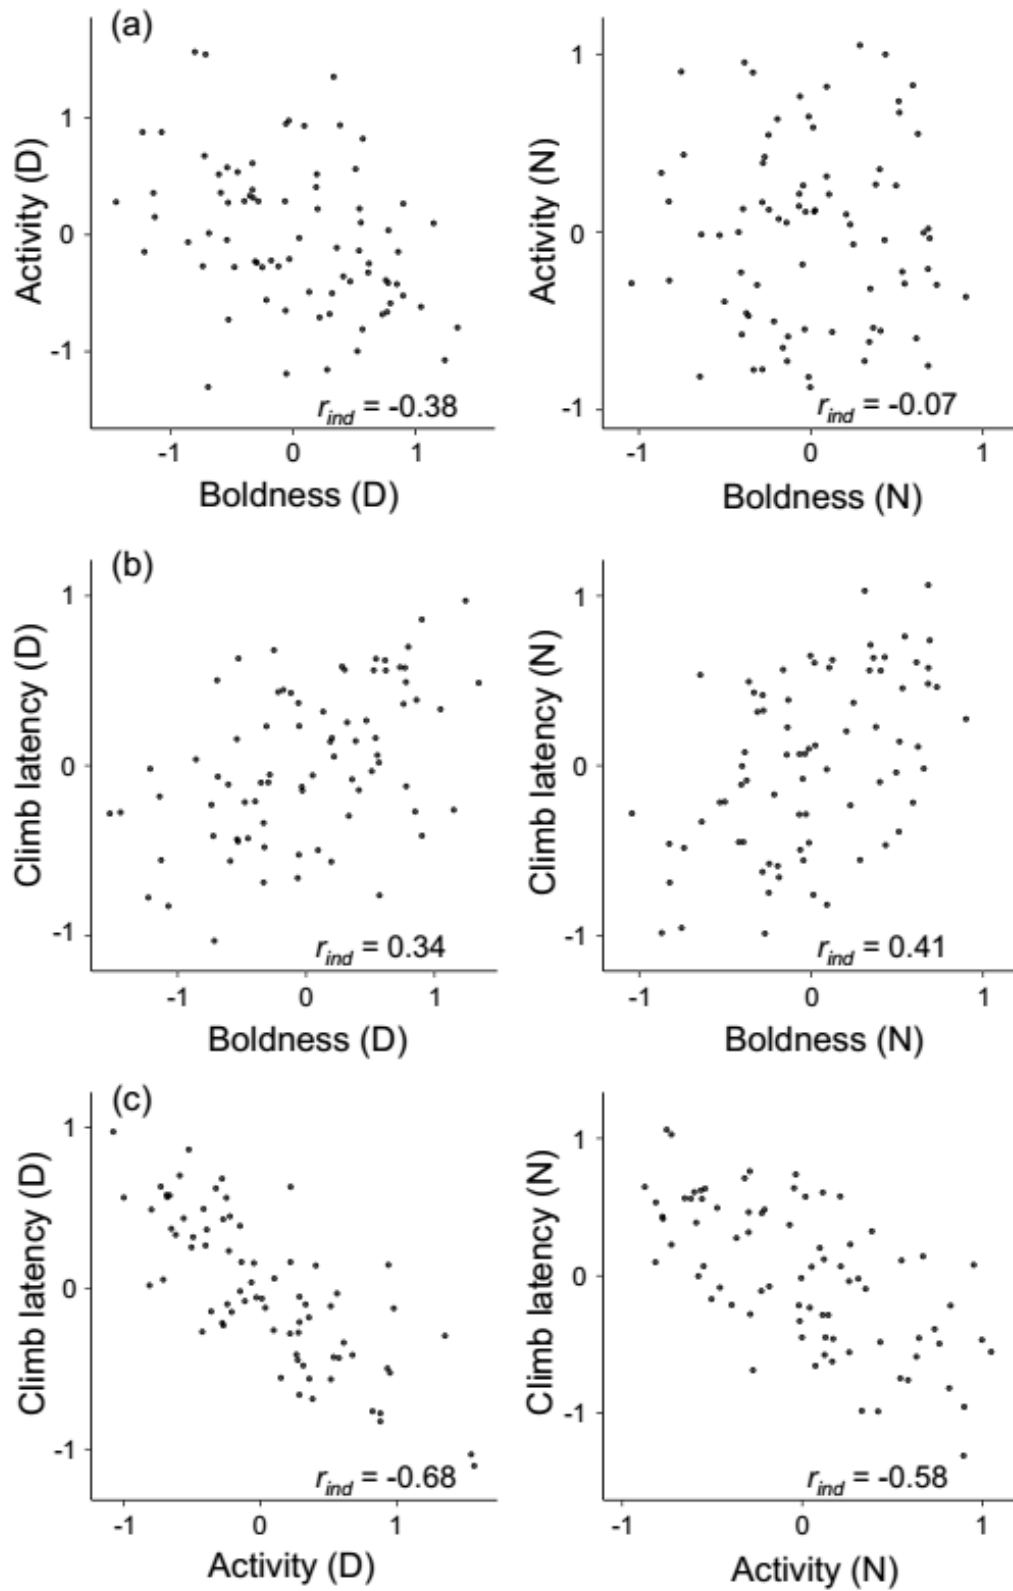 (a)
1
0
-1
Activity (D)
r_ind = -0.38
-1 0 1
Boldness (D)
1
0
-1
Activity (N)
r_ind = -0.07
-1 0 1
Boldness (N)
(b)
1
0
-1
Climb latency (D)
r_ind = 0.34
-1 0 1
Boldness (D)
1
0
-1
Climb latency (N)
r_ind = 0.41
-1 0 1
Boldness (N)
(c)
1
0
-1
Climb latency (D)
r_ind = -0.68
-1 0 1
Activity (D)
1
0
-1
Climb latency (N)
r_ind = -0.58
-1 0 1
Activity (N)